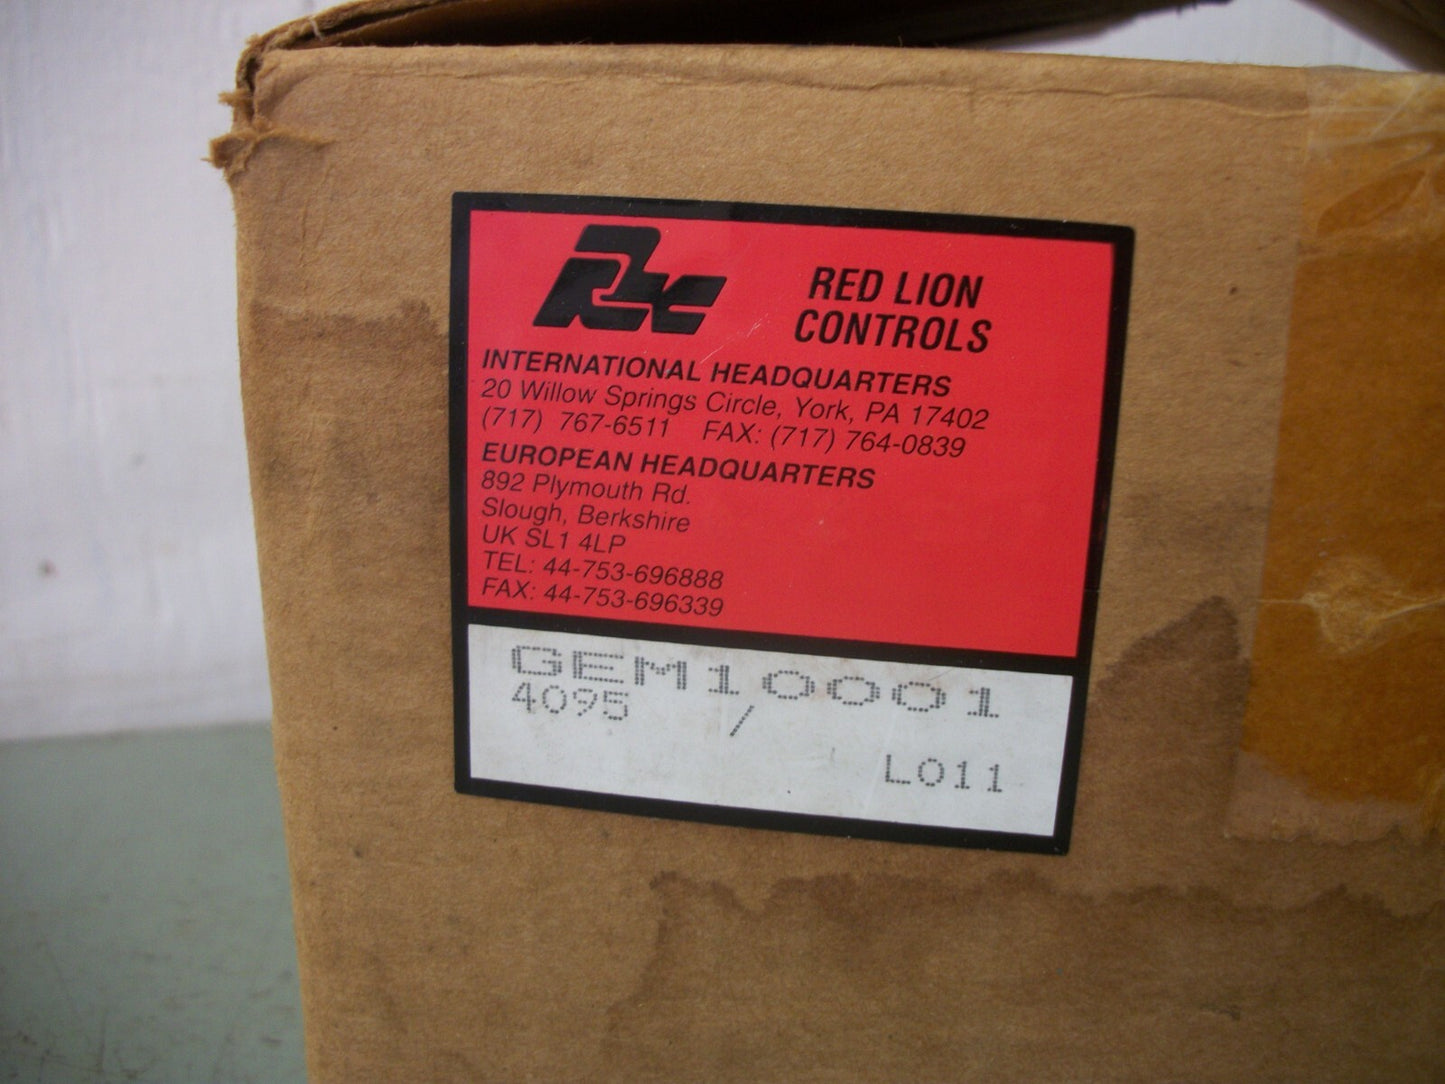 RLC
RED LION
CONTROLS
INTERNATIONAL HEADQUARTERS
20 Willow Springs Circle, York, PA 17402
(717) 767-6511 FAX: (717) 764-0839
EUROPEAN HEADQUARTERS
892 Plymouth Rd.
Slough, Berkshire
UK SL1 4LP
TEL: 44-753-696888
FAX: 44-753-696339
GEM10001
4095 /
L011